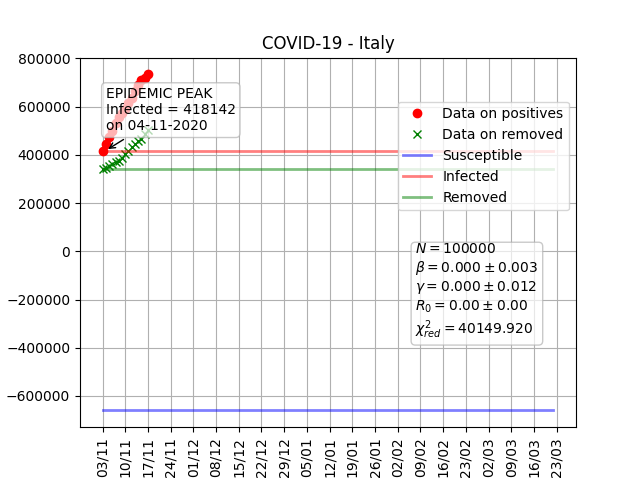 COVID-19 - Italy
800000
600000
400000
200000
0
−200000
−400000
−600000
EPIDEMIC PEAK
Infected = 418142
on 04-11-2020
Data on positives
Data on removed
Susceptible
Infected
Removed
N = 100000
β = 0.000 ± 0.003
γ = 0.000 ± 0.012
R₀ = 0.00 ± 0.00
χ²red = 40149.920
03/11
10/11
17/11
24/11
01/12
08/12
15/12
22/12
29/12
05/01
12/01
19/01
26/01
02/02
09/02
16/02
23/02
02/03
09/03
16/03
23/03